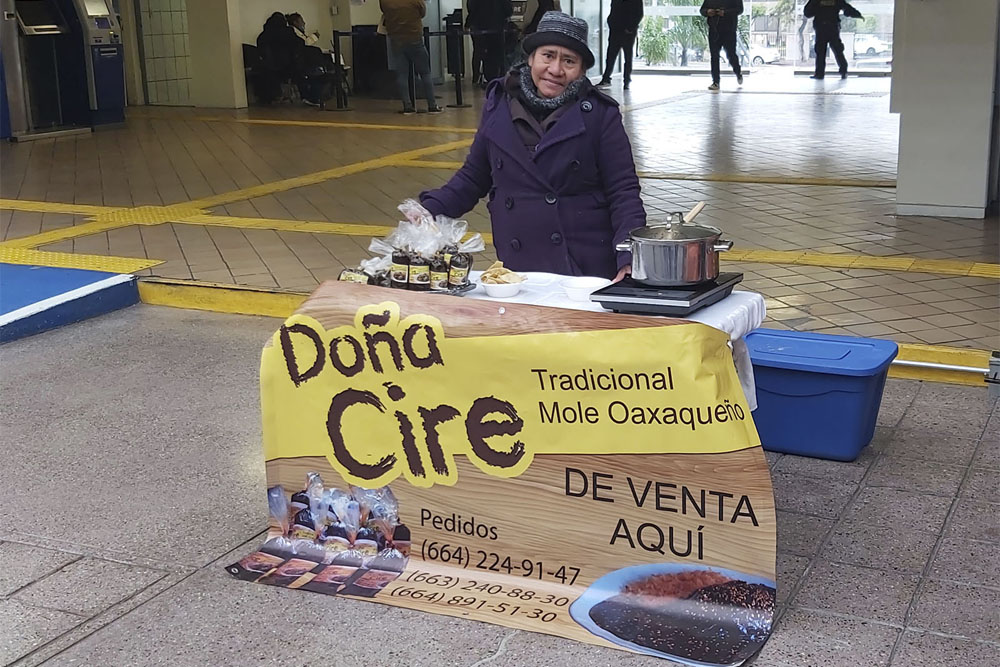 Doña
Cire
Tradicional
Mole Oaxaqueño
DE VENTA
AQUÍ
Pedidos
(664) 224-91-47
(663) 240-88-30
(664) 891-51-30